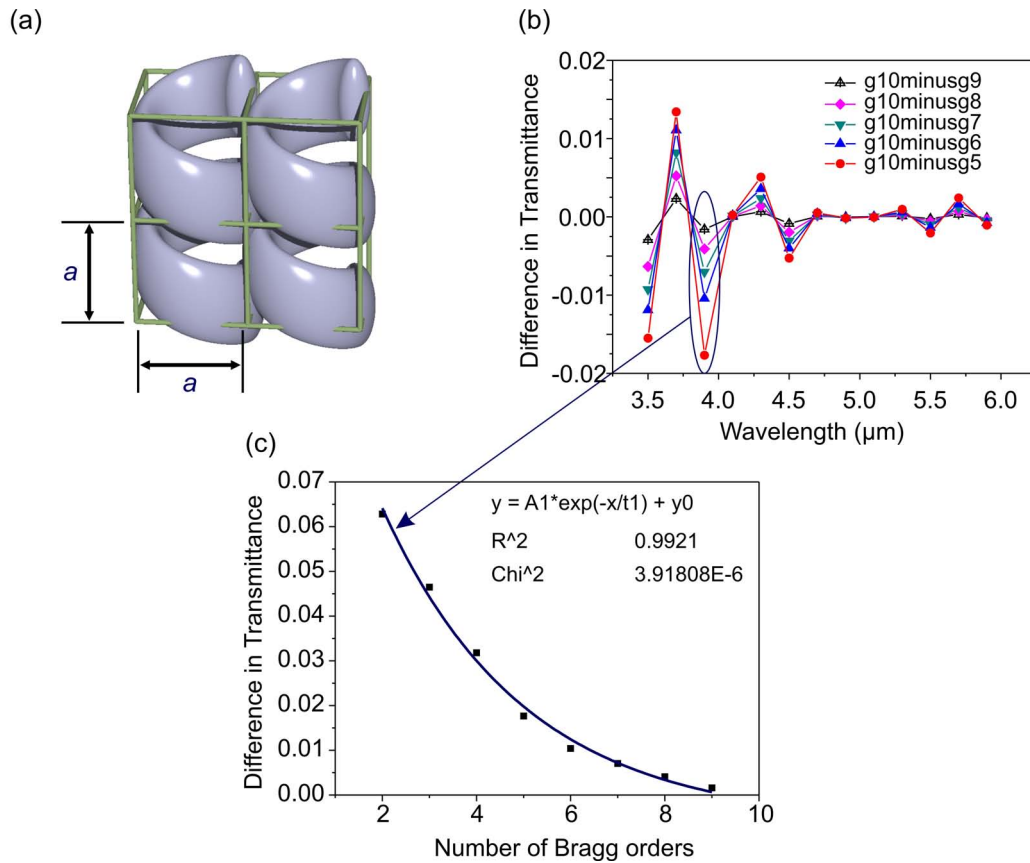 (a)
a
a
(b)
0.02
0.01
0.00
-0.01
-0.02
Difference in Transmittance
g10minusg9
g10minusg8
g10minusg7
g10minusg6
g10minusg5
3.5 4.0 4.5 5.0 5.5 6.0
Wavelength (µm)
(c)
0.07
0.06
0.05
0.04
0.03
0.02
0.01
0.00
Difference in Transmittance
y = A1*exp(-x/t1) + y0
R^2 0.9921
Chi^2 3.91808E-6
2 4 6 8 10
Number of Bragg orders